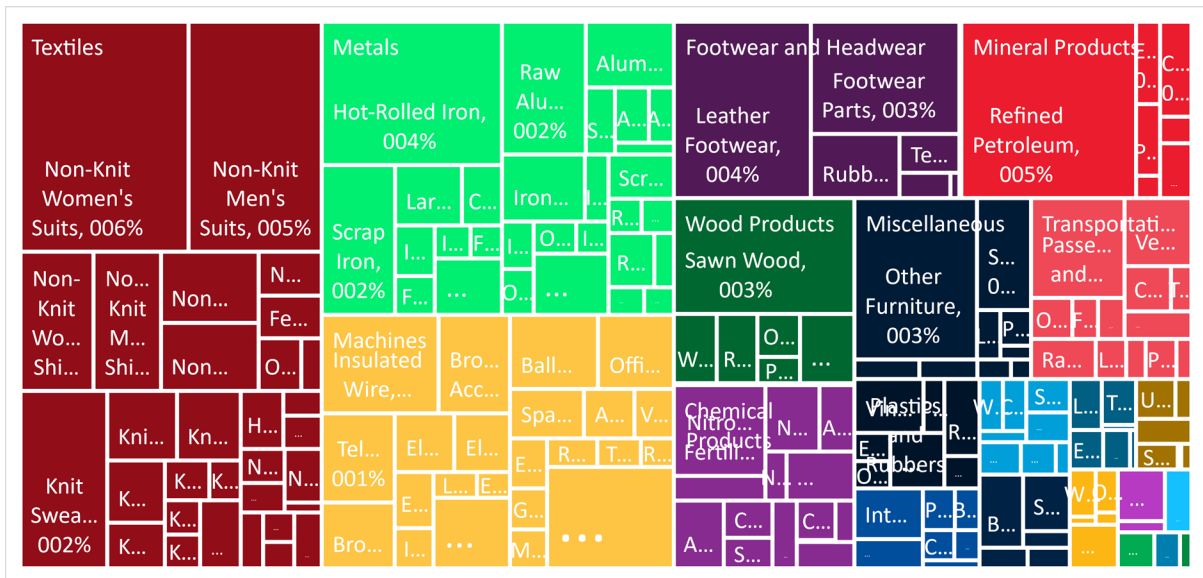 Textiles
Non-Knit
Women's
Suits, 006%
Non-Knit
Men's
Suits, 005%
Non-
Knit
Wo...
Shi...
No...
Knit
M...
Shi...
Non...
Non...
N...
Fe...
O...
Knit
Swea...
002%
Kni...
Kn...
K...
K...
K...
K...
K...
K...
...
H...
N...
...
...
N...
...
Metals
Hot-Rolled Iron,
004%
Raw
Alu...
002%
Alum...
S...
A...
A...
Scrap
Iron,
002%
Lar...
C...
I...
I...
F...
F...
...
Iron...
I...
I...
O...
I...
O...
...
Scr...
R...
...
R...
...
...
Machines
Insulated
Wire,...
Bro...
Acc...
Ball...
Offi...
Tel...
001%
El...
El...
Spa...
A...
V...
R...
T...
R...
Bro...
E...
I...
L...
E...
...
E...
G...
M...
...
Footwear and Headwear
Leather
Footwear,
004%
Footwear
Parts, 003%
Rubb...
Te...
Mineral Products
Refined
Petroleum,
005%
E...
0...
C...
0...
P...
...
Wood Products
Sawn Wood,
003%
W...
R...
O...
P...
...
Miscellaneous
Other
Furniture,
003%
S...
0...
L...
P...
Transportati...
Passe...
and...
Ve...
C...
T...
O...
F...
...
...
Ra...
L...
P...
Chemical
Products
Nitro...
Fertili...
N...
A...
N...
...
A...
C...
S...
C...
Plastics
and
Rubbers
Vin...
E...
O...
...
R...
...
Int...
...
P...
B...
C...
W...
C...
S...
...
...
...
B...
S...
L...
T...
E...
...
U...
S...
...
W...
O...
...
...
...
...
...